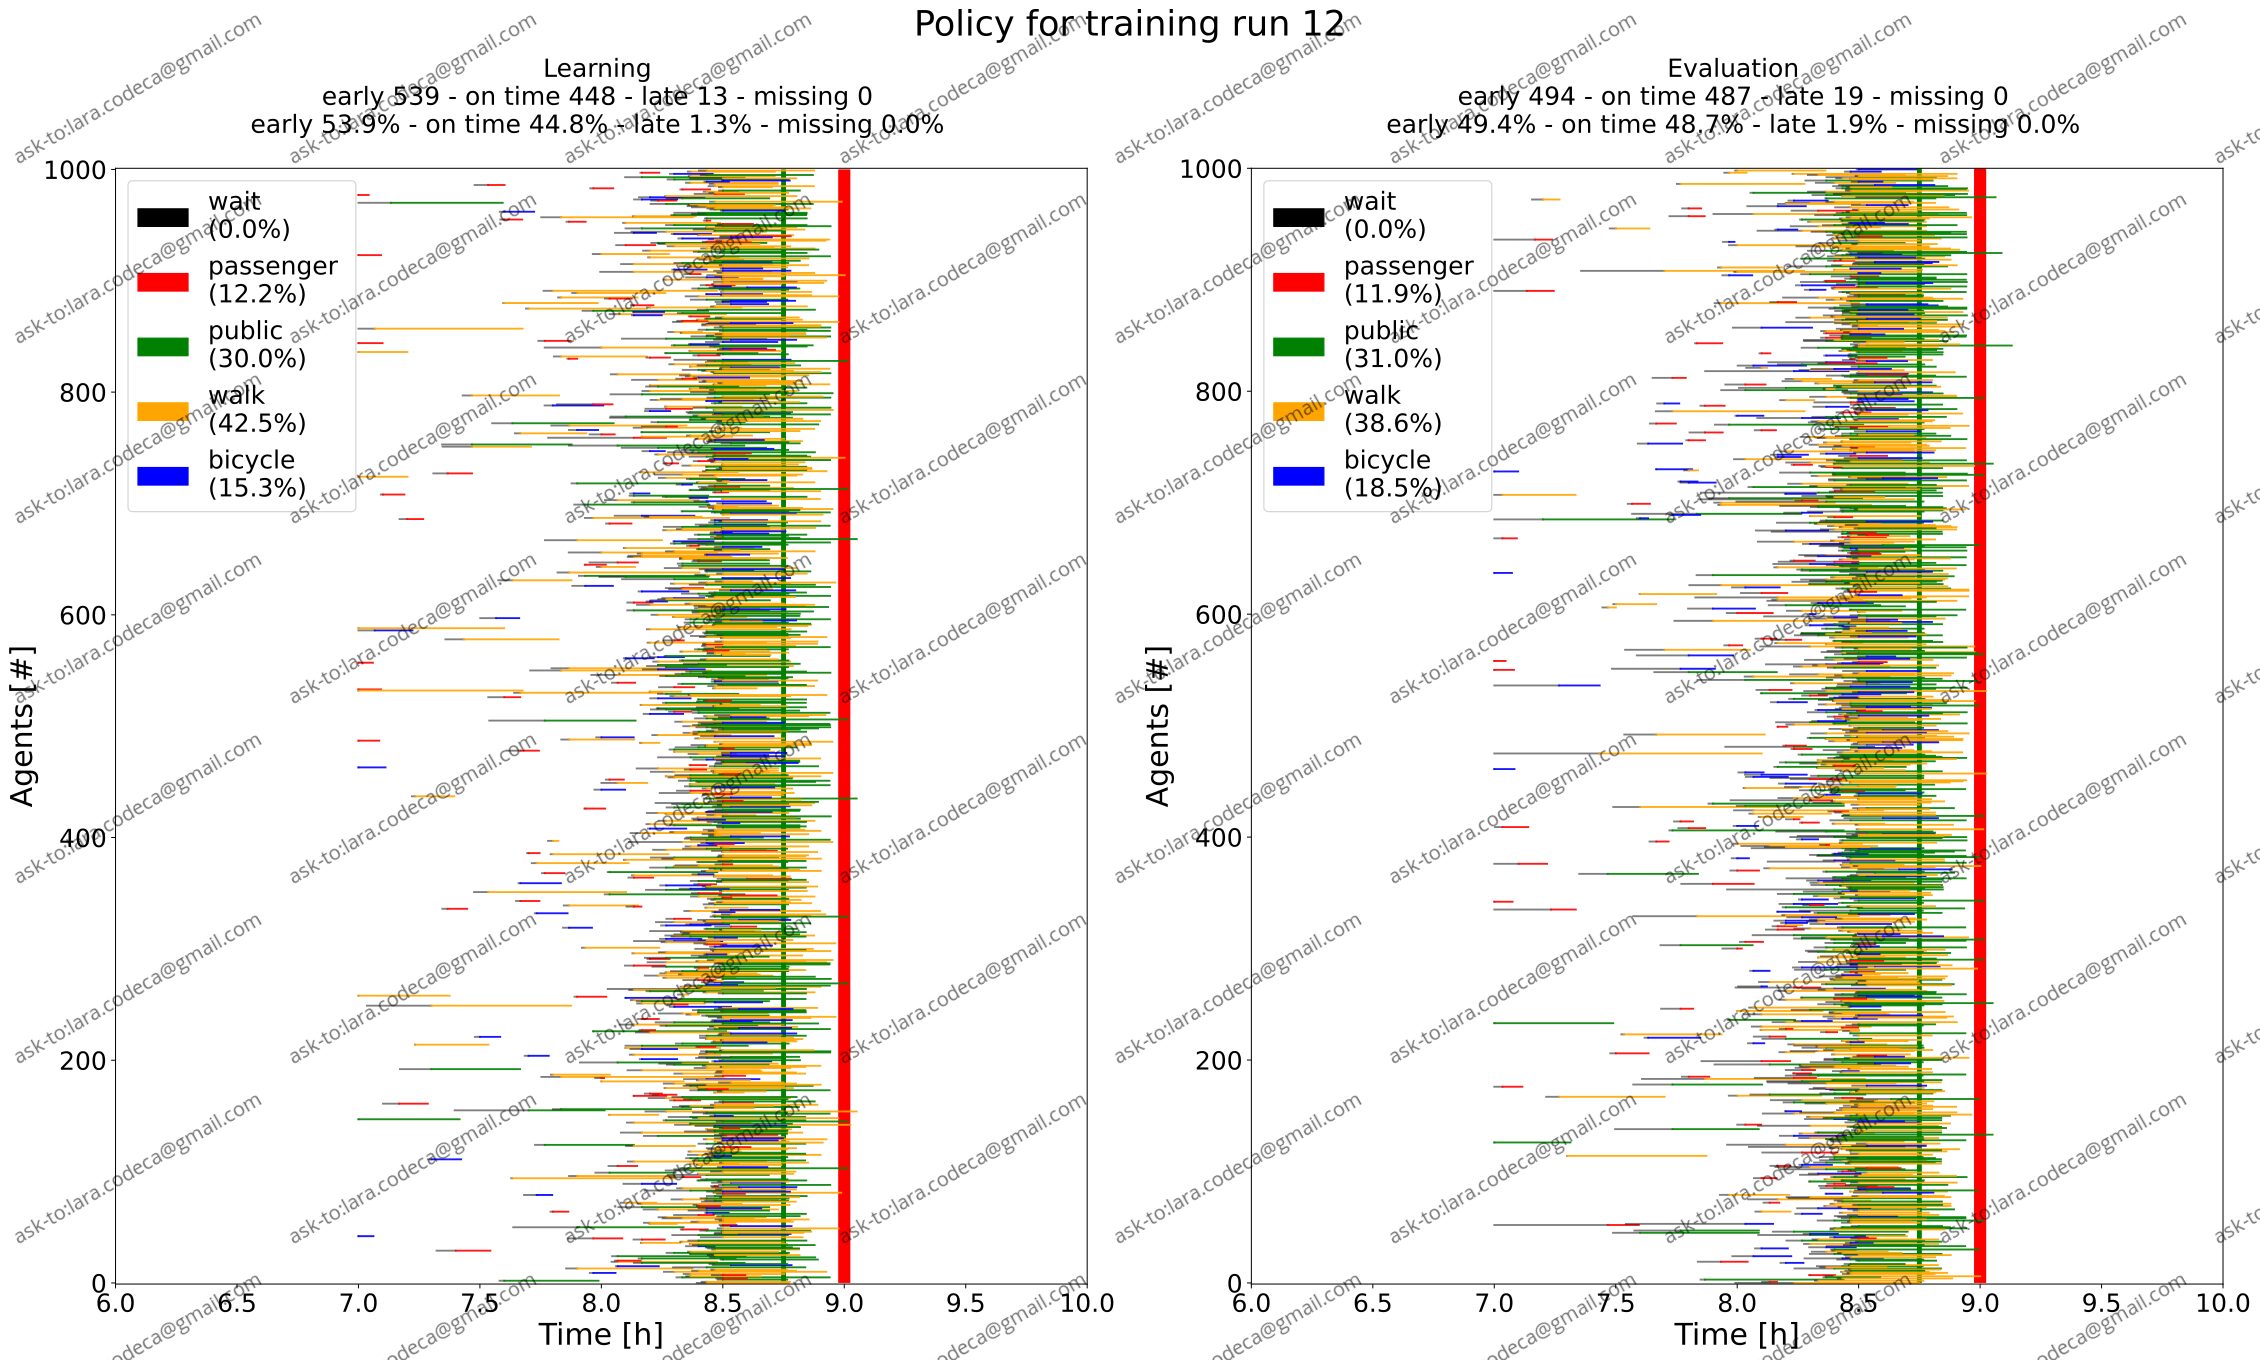 Policy for training run 12
Learning
early 539 - on time 448 - late 13 - missing 0
early 53.9% - on time 44.8% - late 1.3% - missing 0.0%
1000
800
600
400
200
0
Agents [#]
wait
(0.0%)
passenger
(12.2%)
public
(30.0%)
walk
(42.5%)
bicycle
(15.3%)
6.0 6.5 7.0 7.5 8.0 8.5 9.0 9.5 10.0
Time [h]
Evaluation
early 494 - on time 487 - late 19 - missing 0
early 49.4% - on time 48.7% - late 1.9% - missing 0.0%
1000
800
600
400
200
0
Agents [#]
wait
(0.0%)
passenger
(11.9%)
public
(31.0%)
walk
(38.6%)
bicycle
(18.5%)
6.0 6.5 7.0 7.5 8.0 8.5 9.0 9.5 10.0
Time [h]
ask-to:lara.codeca@gmail.com